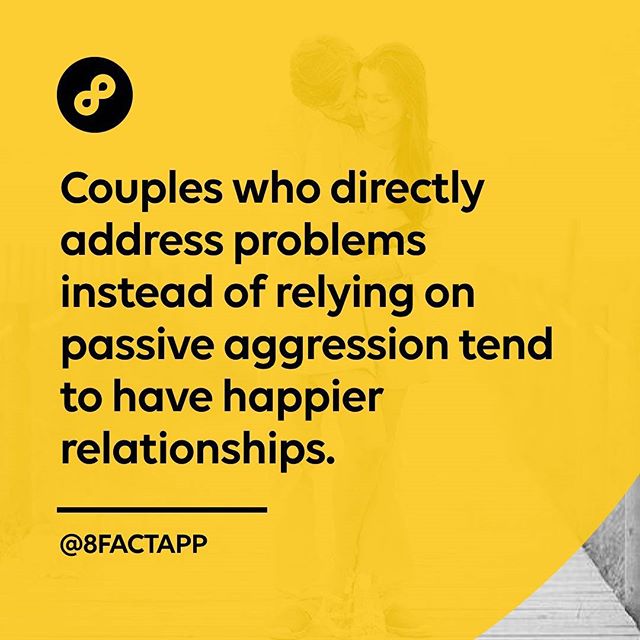 Couples who directly
address problems
instead of relying on
passive aggression tend
to have happier
relationships.
@8FACTAPP